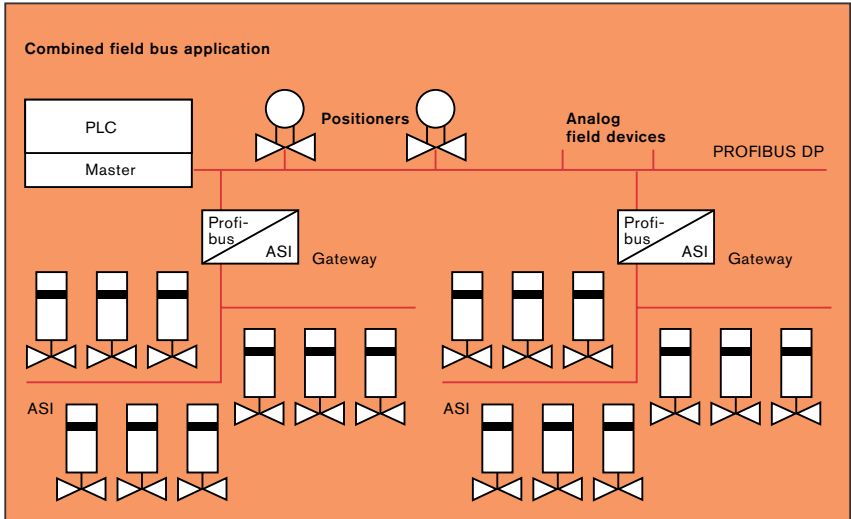 Combined field bus application
PLC
Master
Positioners
Analog
field devices
PROFIBUS DP
Profi-
bus
ASI
Gateway
Profi-
bus
ASI
Gateway
ASI
ASI